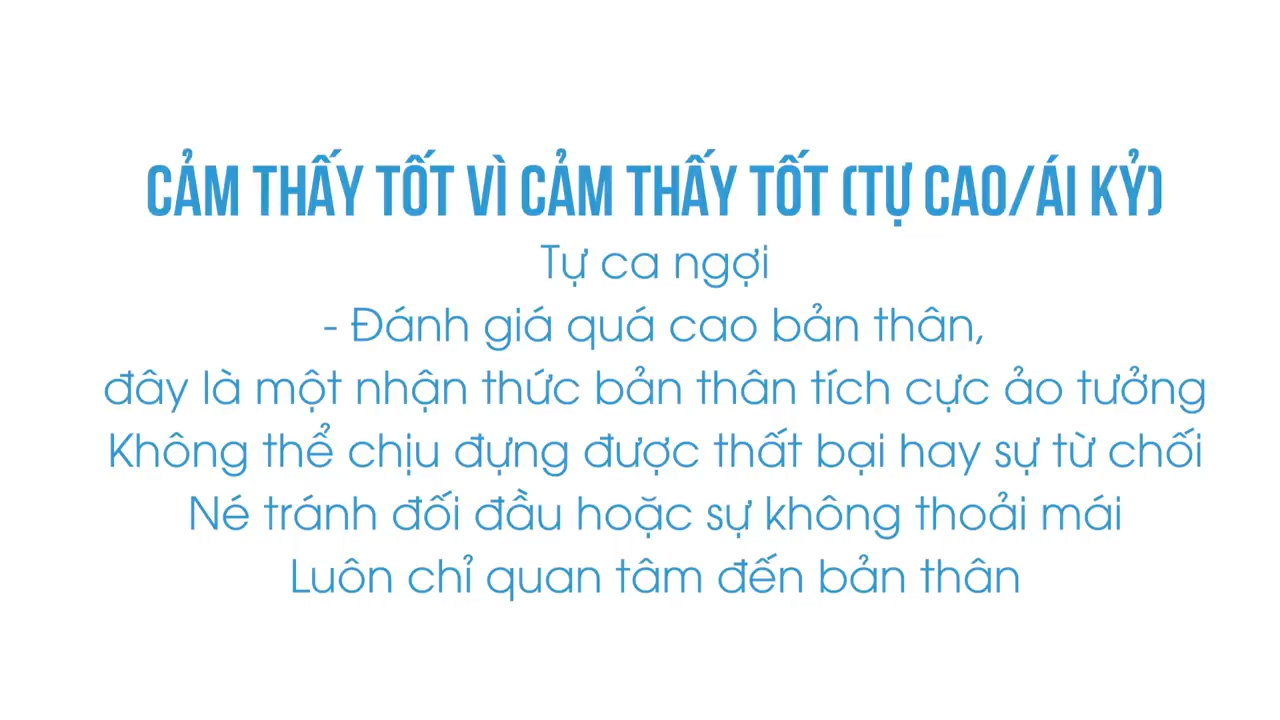 CẢM THẤY TỐT VÌ CẢM THẤY TỐT (TỰ CAO/ÁI KỶ)
Tự ca ngợi
- Đánh giá quá cao bản thân,
đây là một nhận thức bản thân tích cực ảo tưởng
Không thể chịu đựng được thất bại hay sự từ chối
Né tránh đối đầu hoặc sự không thoải mái
Luôn chỉ quan tâm đến bản thân